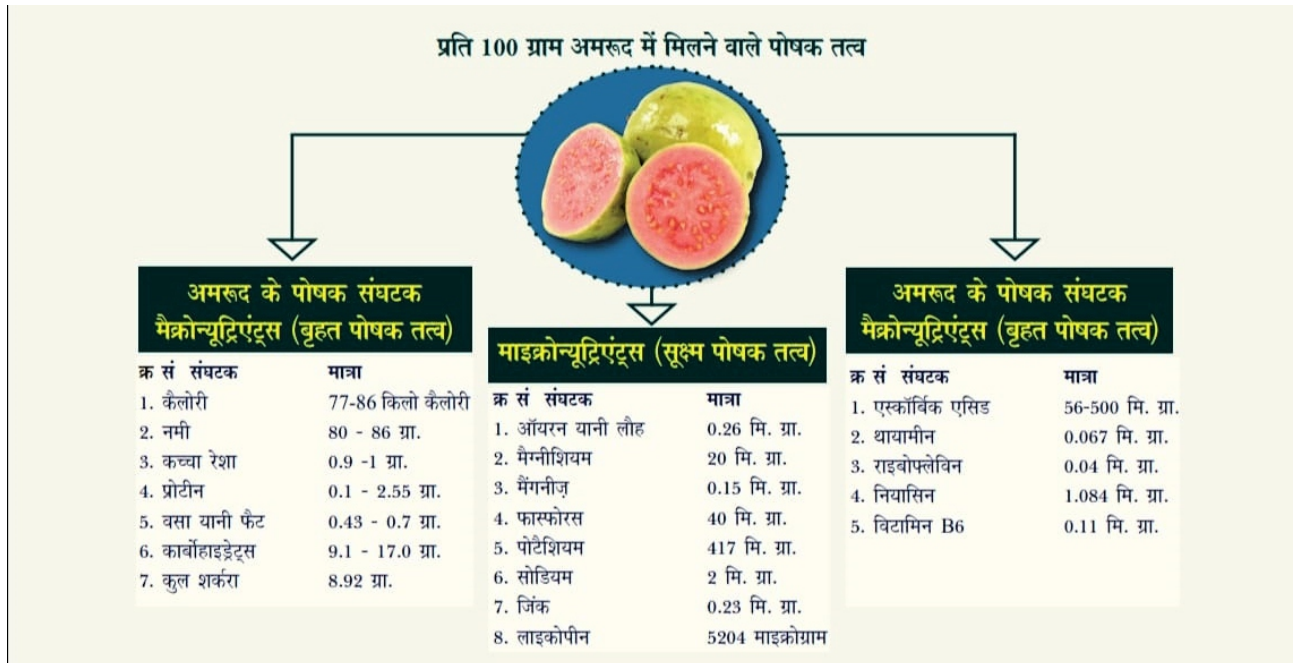 प्रति 100 ग्राम अमरूद में मिलने वाले पोषक तत्व
अमरूद के पोषक संघटक
मैक्रोन्यूट्रिएंट्स (बृहत पोषक तत्व)
क्र सं संघटक मात्रा
1. कैलोरी 77-86 किलो कैलोरी
2. नमी 80 - 86 ग्रा.
3. कच्चा रेशा 0.9 -1 ग्रा.
4. प्रोटीन 0.1 - 2.55 ग्रा.
5. वसा यानी फैट 0.43 - 0.7 ग्रा.
6. कार्बोहाइड्रेट्स 9.1 - 17.0 ग्रा.
7. कुल शर्करा 8.92 ग्रा.
माइक्रोन्यूट्रिएंट्स (सूक्ष्म पोषक तत्व)
क्र सं संघटक मात्रा
1. ऑयरन यानी लौह 0.26 मि. ग्रा.
2. मैग्नीशियम 20 मि. ग्रा.
3. मैंगनीज़ 0.15 मि. ग्रा.
4. फास्फोरस 40 मि. ग्रा.
5. पोटैशियम 417 मि. ग्रा.
6. सोडियम 2 मि. ग्रा.
7. जिंक 0.23 मि. ग्रा.
8. लाइकोपीन 5204 माइक्रोग्राम
अमरूद के पोषक संघटक
मैक्रोन्यूट्रिएंट्स (बृहत पोषक तत्व)
क्र सं संघटक मात्रा
1. एस्कॉर्बिक एसिड 56-500 मि. ग्रा.
2. थायामीन 0.067 मि. ग्रा.
3. राइबोफ्लेविन 0.04 मि. ग्रा.
4. नियासिन 1.084 मि. ग्रा.
5. विटामिन B6 0.11 मि. ग्रा.